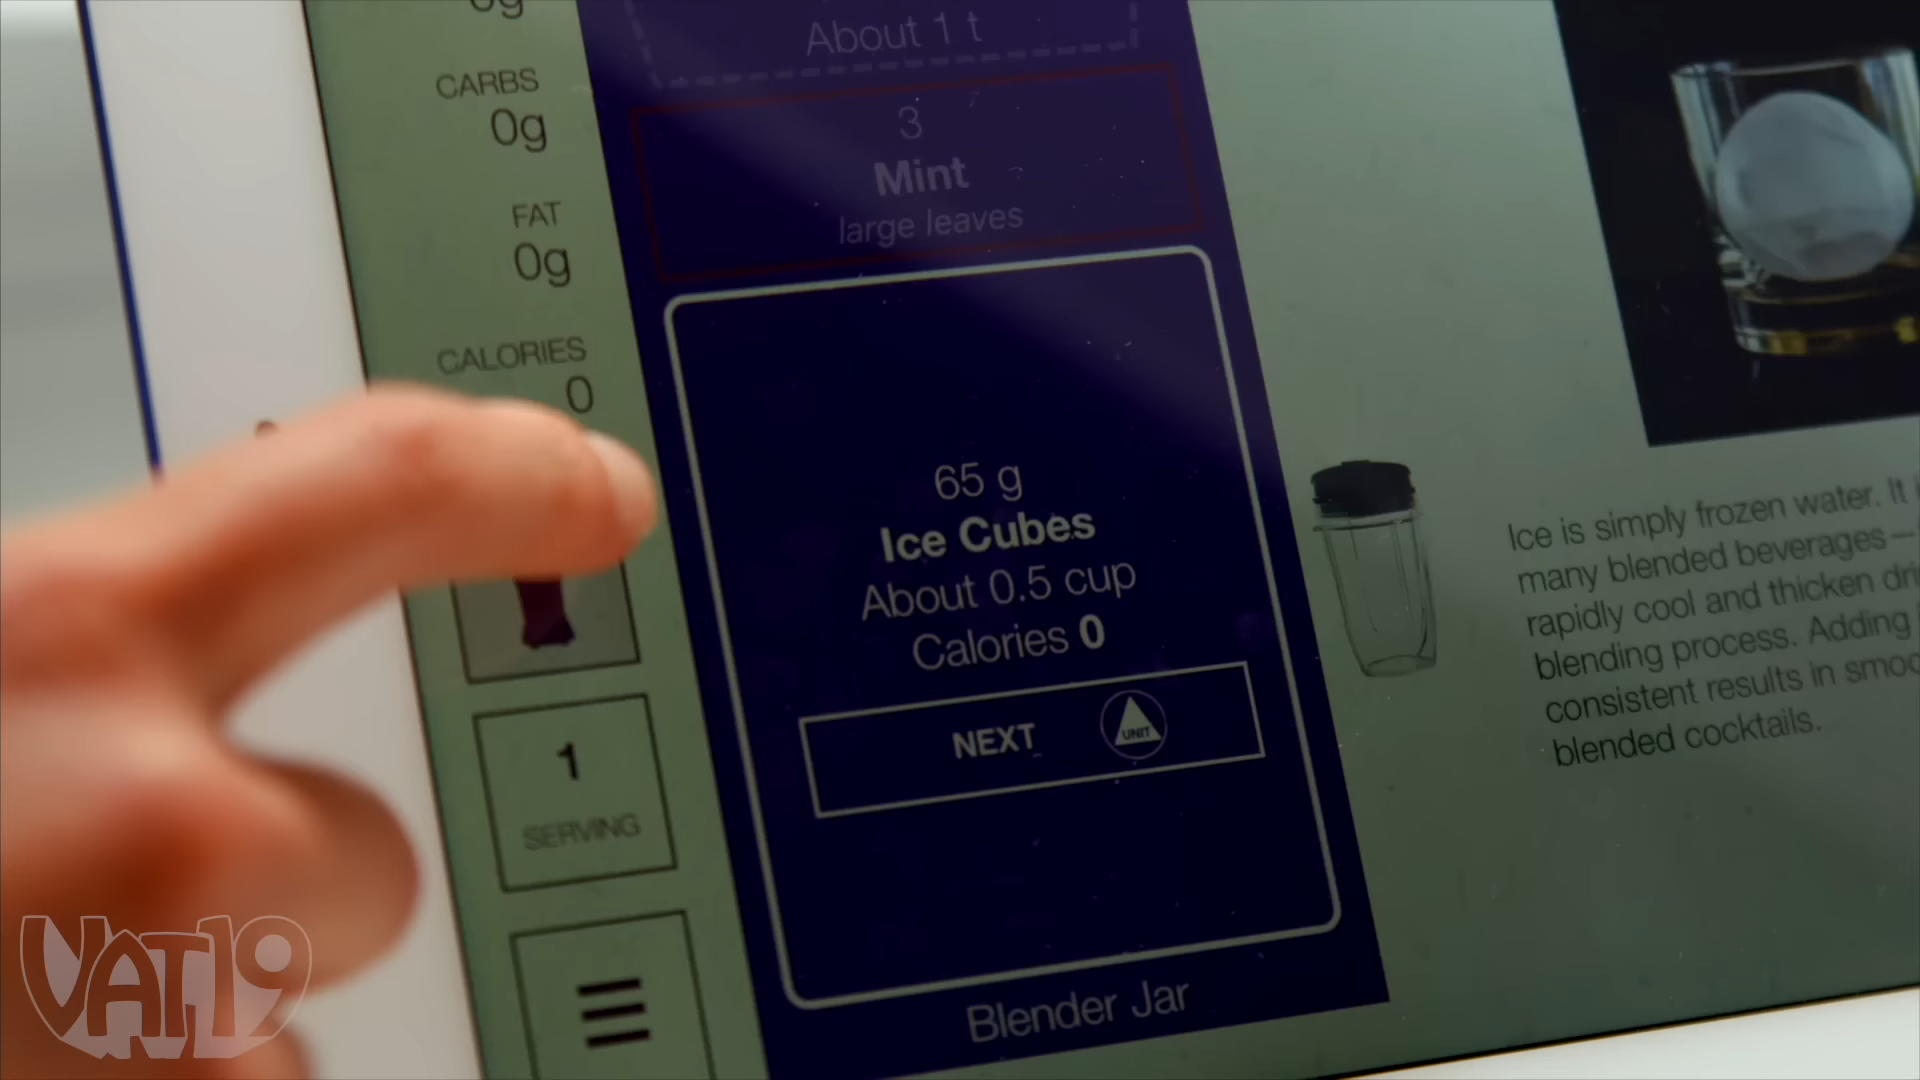 0g
CARBS
0g
FAT
0g
CALORIES
0
1
SERVING
About 1 t
3
Mint
large leaves
65 g
Ice Cubes
About 0.5 cup
Calories 0
NEXT
UNIT
Blender Jar
Ice is simply frozen water. It
many blended beverages—
rapidly cool and thicken
blending process. Adding
consistent results in
blended cocktails.
VAT19